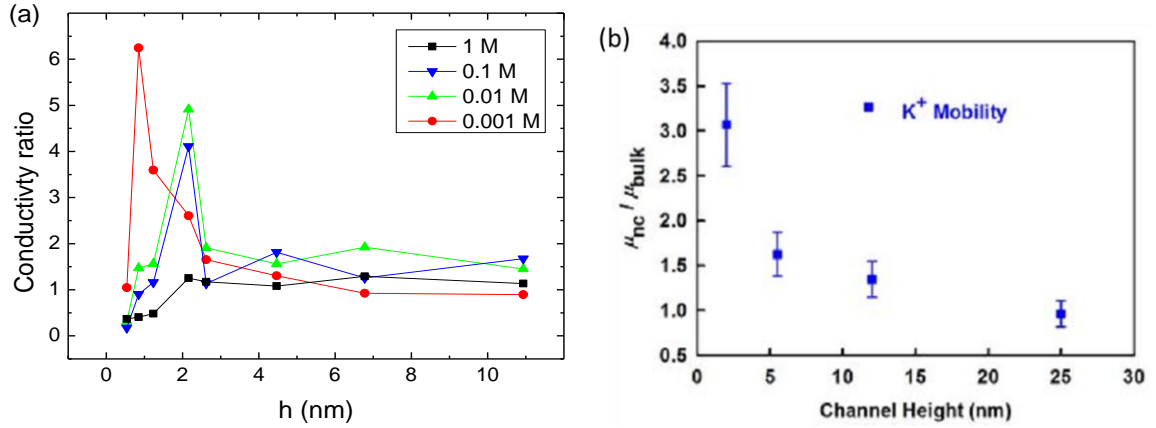 (a)
Conductivty ratio
6
5
4
3
2
1
0
1 M
0.1 M
0.01 M
0.001 M
0 2 4 6 8 10
h (nm)
(b)
μnc / μbulk
4.0
3.5
3.0
2.5
2.0
1.5
1.0
0.5
K+ Mobility
0 5 10 15 20 25 30
Channel Height (nm)